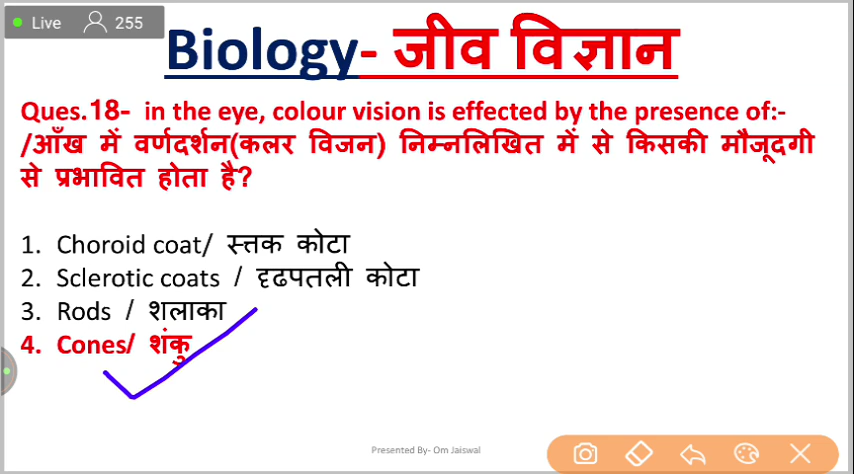 Live 255
Biology- जीव विज्ञान
Ques.18- in the eye, colour vision is effected by the presence of:-
/आँख में वर्णदर्शन(कलर विजन) निम्नलिखित में से किसकी मौजूदगी
से प्रभावित होता है?
1. Choroid coat/ स्तक कोटा
2. Sclerotic coats / दृढपतली कोटा
3. Rods / शलाका
4. Cones/ शंकु
Presented By- Om Jaiswal